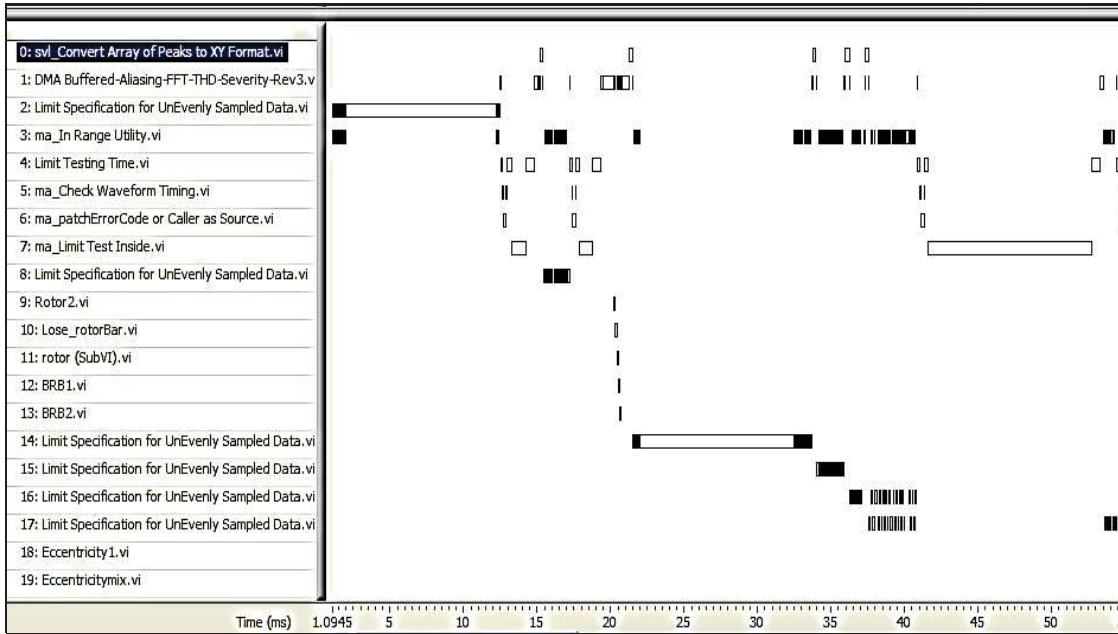 0: svl_Convert Array of Peaks to XY Format.vi
1: DMA Buffered-Aliasing-FFT-THD-Severity-Rev3.v
2: Limit Specification for UnEvenly Sampled Data.vi
3: ma_In Range Utility.vi
4: Limit Testing Time.vi
5: ma_Check Waveform Timing.vi
6: ma_patchErrorCode or Caller as Source.vi
7: ma_Limit Test Inside.vi
8: Limit Specification for UnEvenly Sampled Data.vi
9: Rotor2.vi
10: Lose_rotorBar.vi
11: rotor (SubVI).vi
12: BRB1.vi
13: BRB2.vi
14: Limit Specification for UnEvenly Sampled Data.vi
15: Limit Specification for UnEvenly Sampled Data.vi
16: Limit Specification for UnEvenly Sampled Data.vi
17: Limit Specification for UnEvenly Sampled Data.vi
18: Eccentricity1.vi
19: Eccentricitymix.vi
Time (ms) 1.0945 5 10 15 20 25 30 35 40 45 50